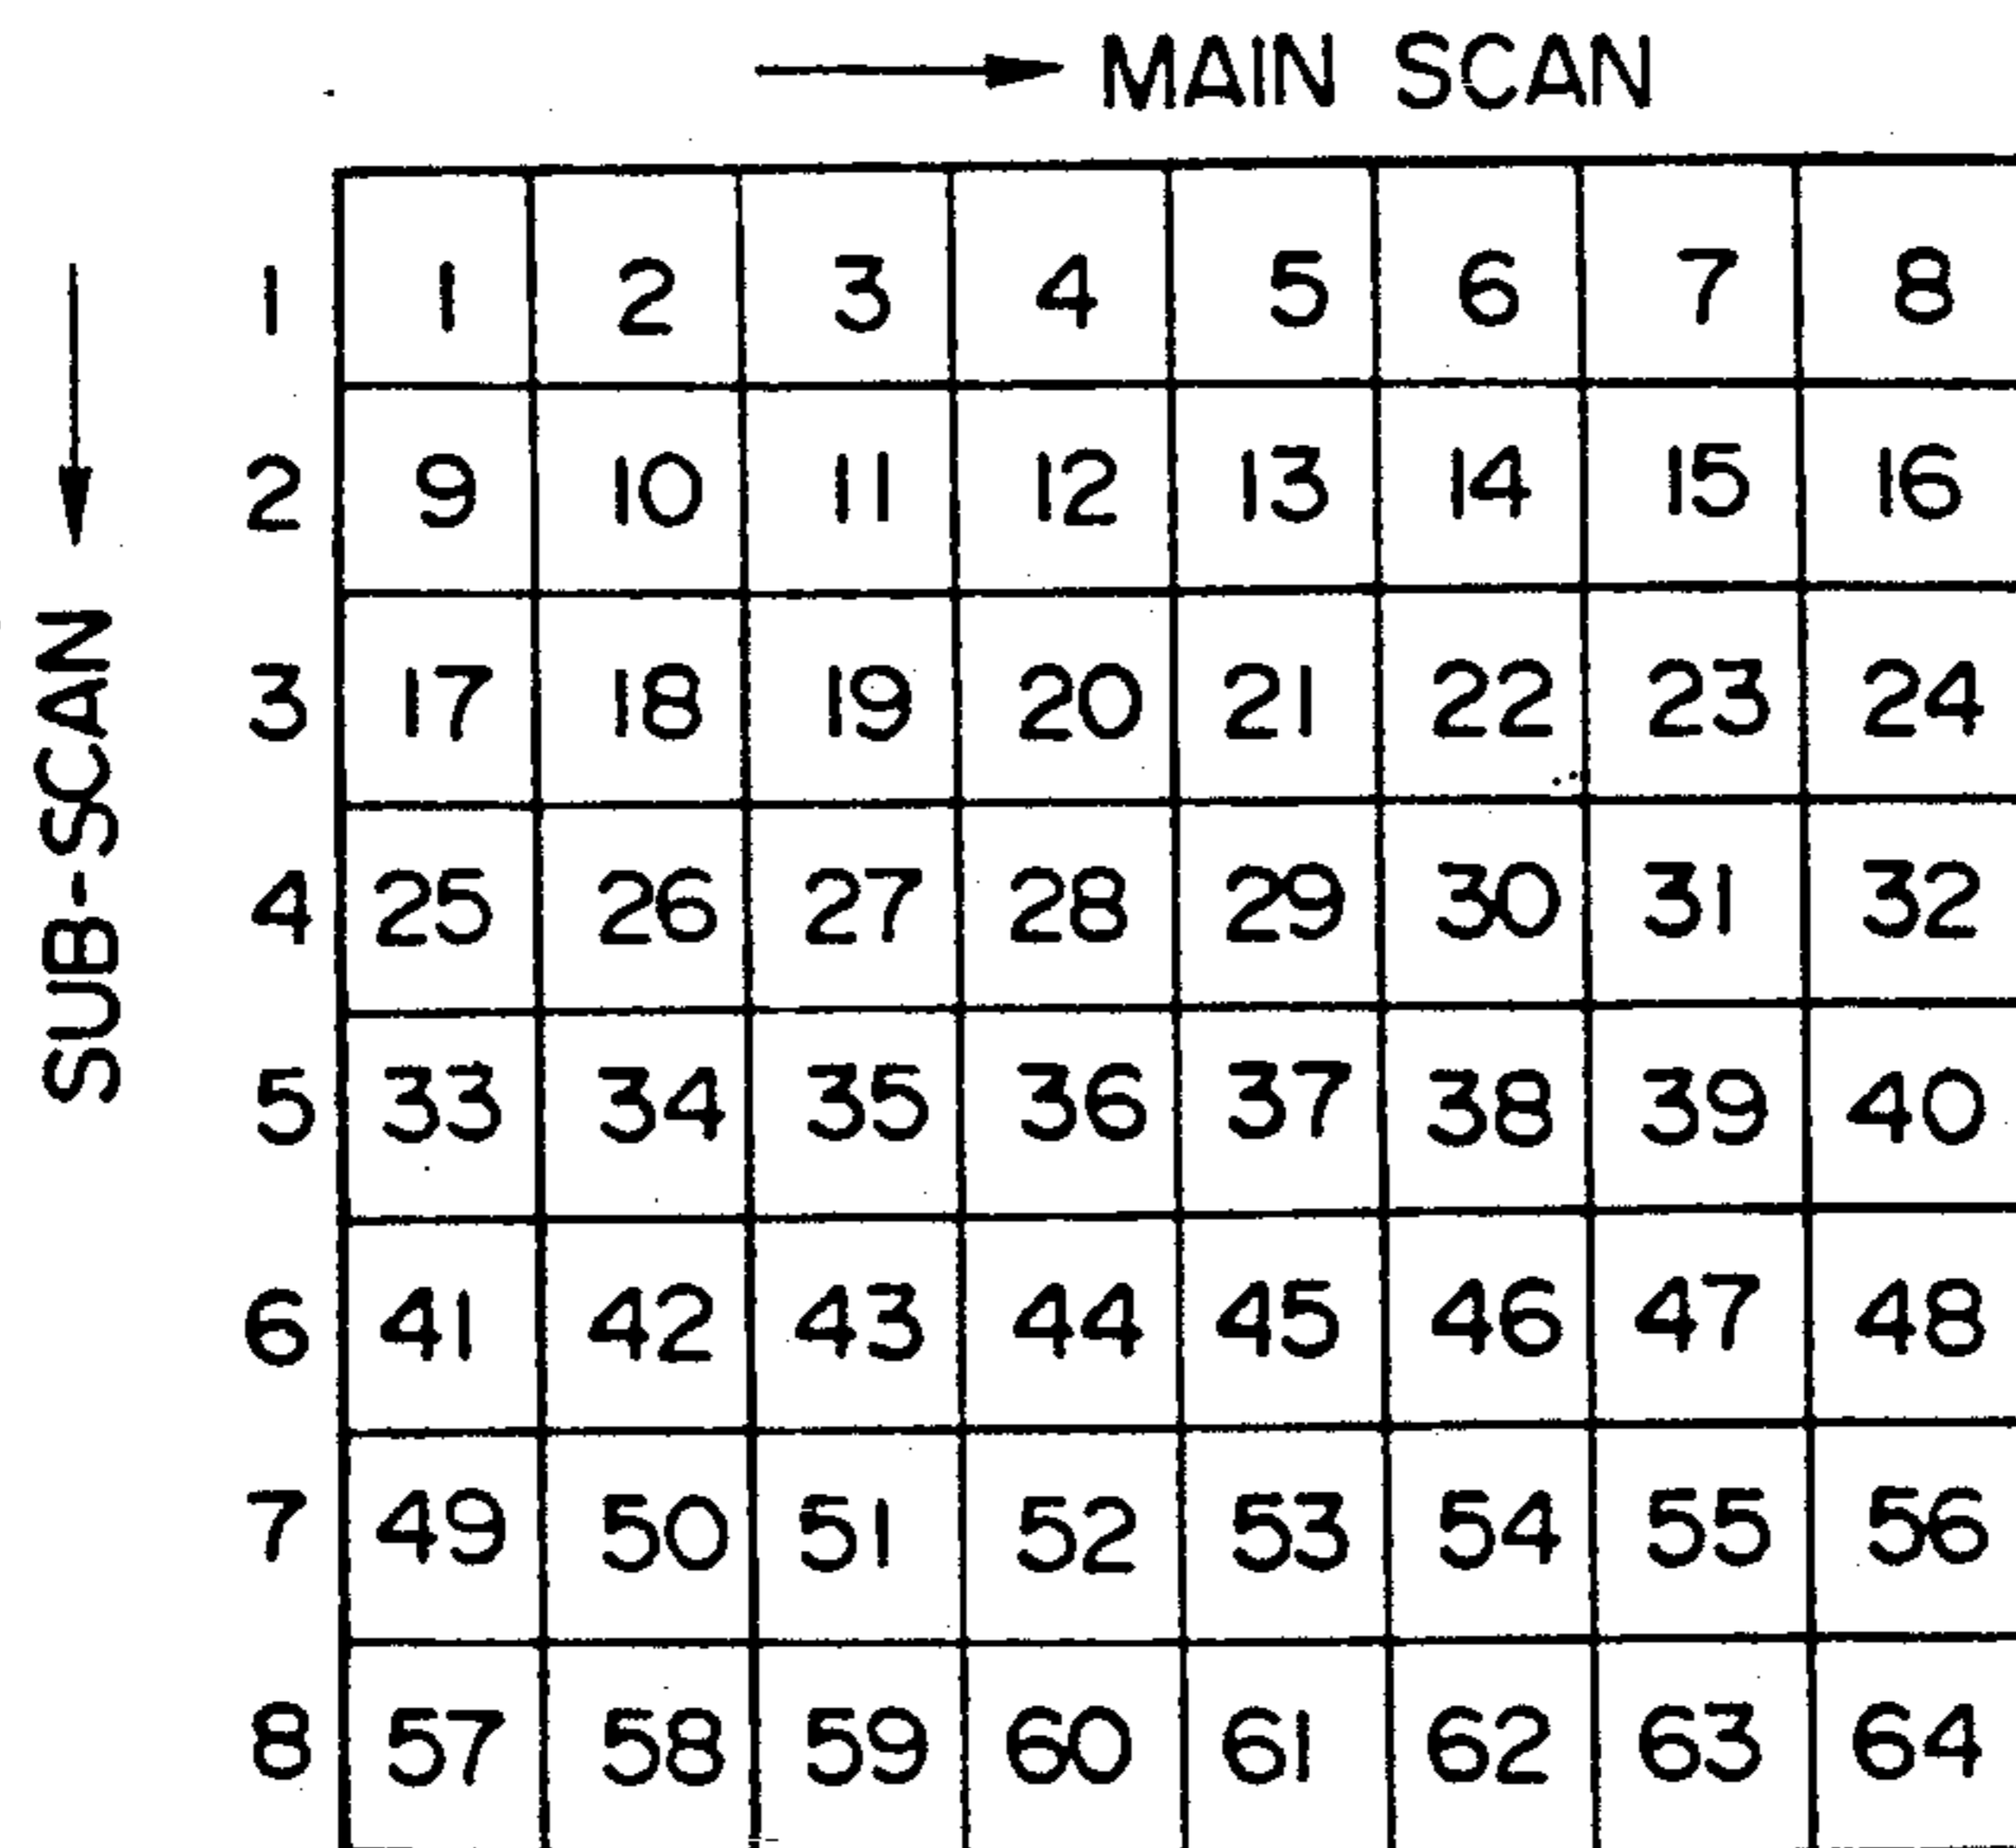 MAIN SCAN
SUB-SCAN
1 1 2 3 4 5 6 7 8
2 9 10 11 12 13 14 15 16
3 17 18 19 20 21 22 23 24
4 25 26 27 28 29 30 31 32
5 33 34 35 36 37 38 39 40
6 41 42 43 44 45 46 47 48
7 49 50 51 52 53 54 55 56
8 57 58 59 60 61 62 63 64